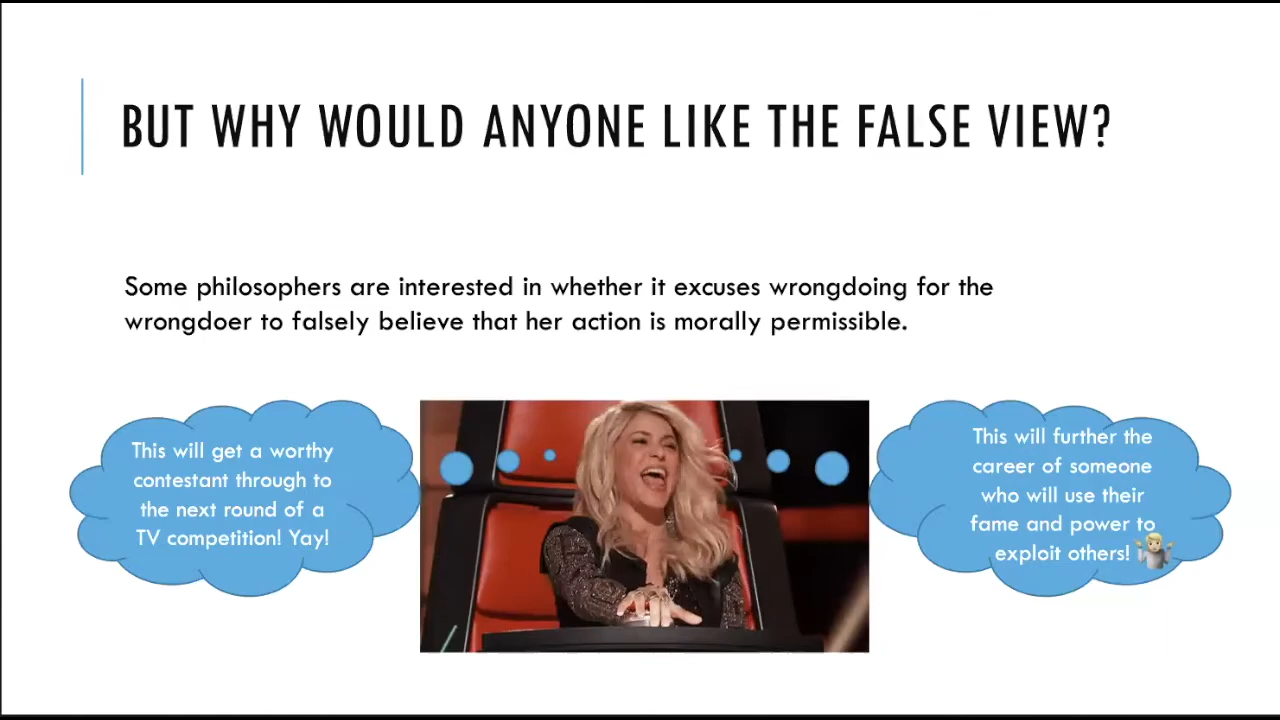 BUT WHY WOULD ANYONE LIKE THE FALSE VIEW?
Some philosophers are interested in whether it excuses wrongdoing for the
wrongdoer to falsely believe that her action is morally permissible.
This will get a worthy
contestant through to
the next round of a
TV competition! Yay!
This will further the
career of someone
who will use their
fame and power to
exploit others! 🤷🏼